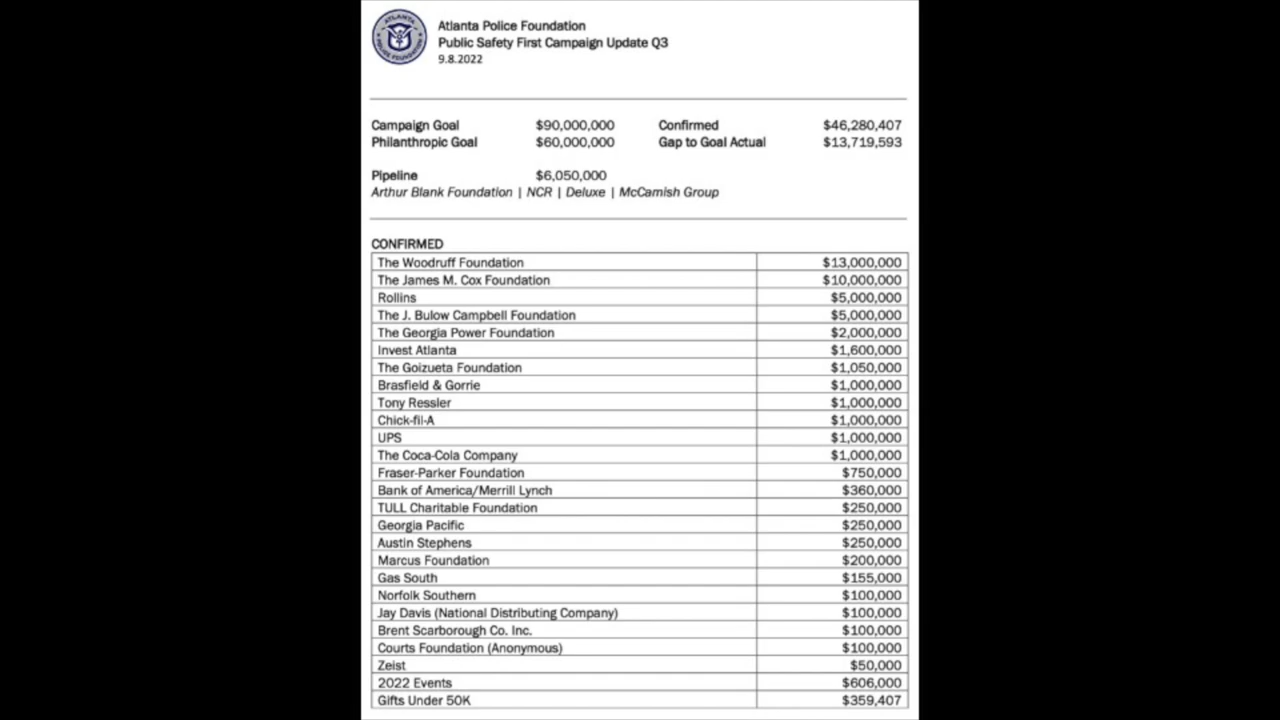 ATLANTA
POLICE FOUNDATION
Atlanta Police Foundation
Public Safety First Campaign Update Q3
9.8.2022
Campaign Goal $90,000,000 Confirmed $46,280,407
Philanthropic Goal $60,000,000 Gap to Goal Actual $13,719,593
Pipeline $6,050,000
Arthur Blank Foundation | NCR | Deluxe | McCamish Group
CONFIRMED
The Woodruff Foundation $13,000,000
The James M. Cox Foundation $10,000,000
Rollins $5,000,000
The J. Bulow Campbell Foundation $5,000,000
The Georgia Power Foundation $2,000,000
Invest Atlanta $1,600,000
The Goizueta Foundation $1,050,000
Brasfield & Gorrie $1,000,000
Tony Ressler $1,000,000
Chick-fil-A $1,000,000
UPS $1,000,000
The Coca-Cola Company $1,000,000
Fraser-Parker Foundation $750,000
Bank of America/Merrill Lynch $360,000
TULL Charitable Foundation $250,000
Georgia Pacific $250,000
Austin Stephens $250,000
Marcus Foundation $200,000
Gas South $155,000
Norfolk Southern $100,000
Jay Davis (National Distributing Company) $100,000
Brent Scarborough Co. Inc. $100,000
Courts Foundation (Anonymous) $100,000
Zeist $50,000
2022 Events $606,000
Gifts Under 50K $359,407